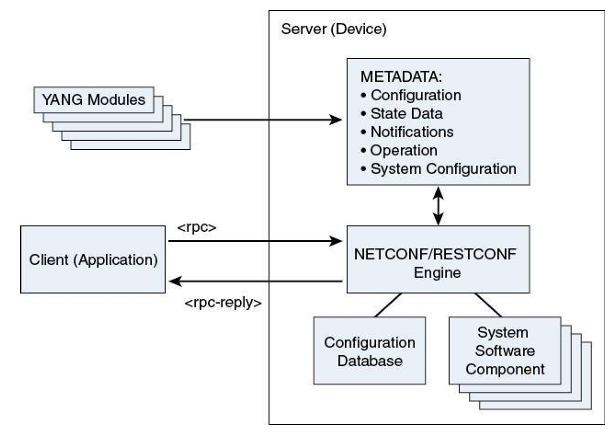 Server (Device)
YANG Modules
METADATA:
• Configuration
• State Data
• Notifications
• Operation
• System Configuration
<rpc>
Client (Application)
NETCONF/RESTCONF
Engine
<rpc-reply>
Configuration
Database
System
Software
Component